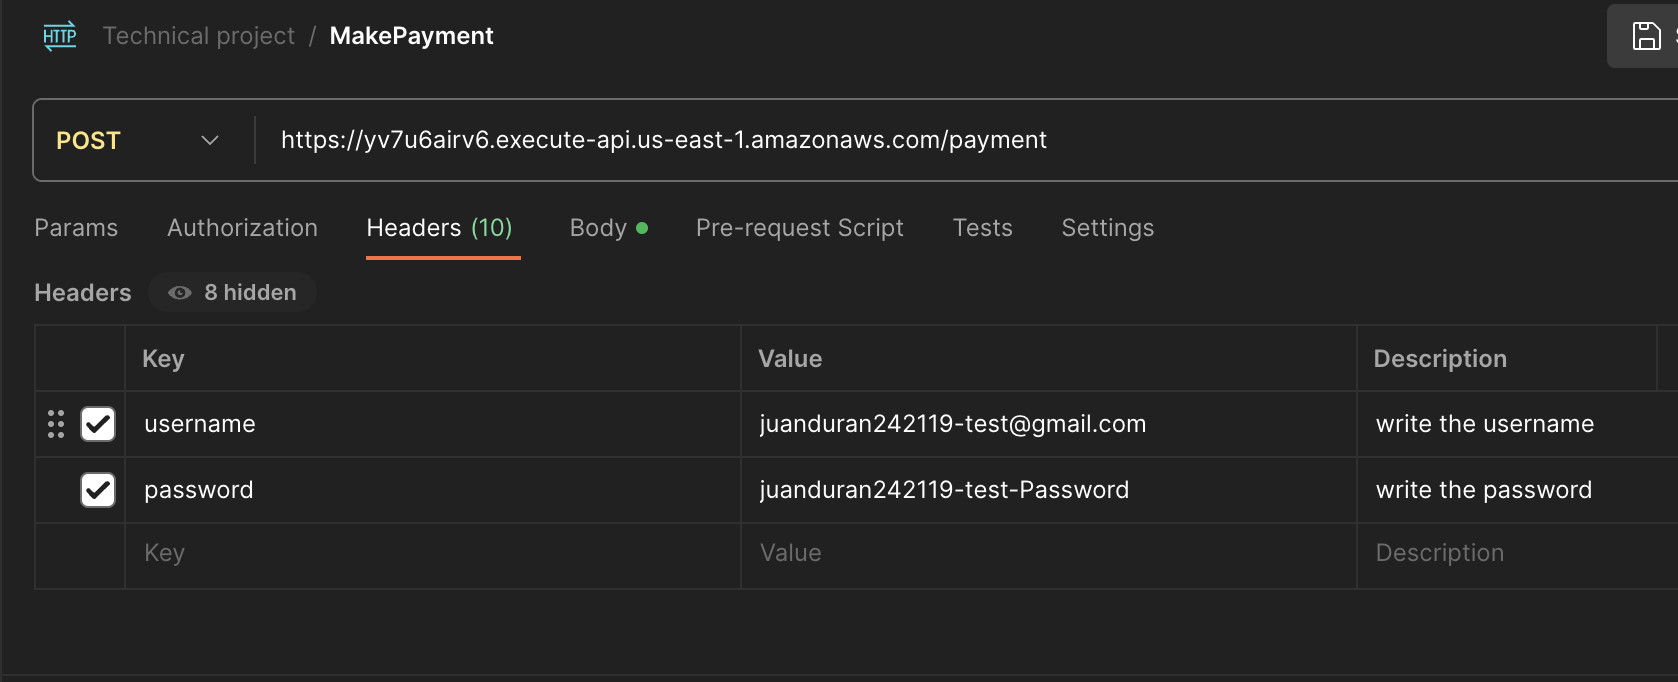 HTTP Technical project / MakePayment
POST https://yv7u6airv6.execute-api.us-east-1.amazonaws.com/payment
Params Authorization Headers (10) Body Pre-request Script Tests Settings
Headers 8 hidden
Key Value Description
username juanduran242119-test@gmail.com write the username
password juanduran242119-test-Password write the password
Key Value Description